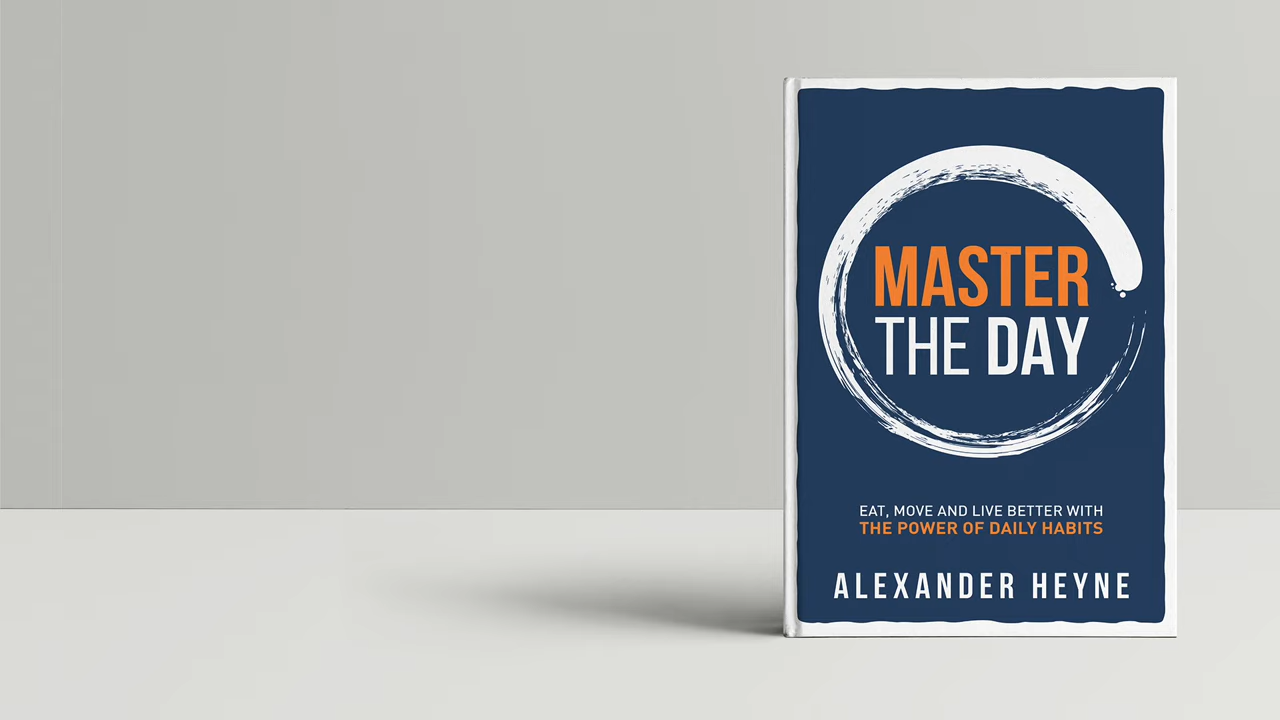 MASTER
THE DAY
EAT, MOVE AND LIVE BETTER WITH
THE POWER OF DAILY HABITS
ALEXANDER HEYNE